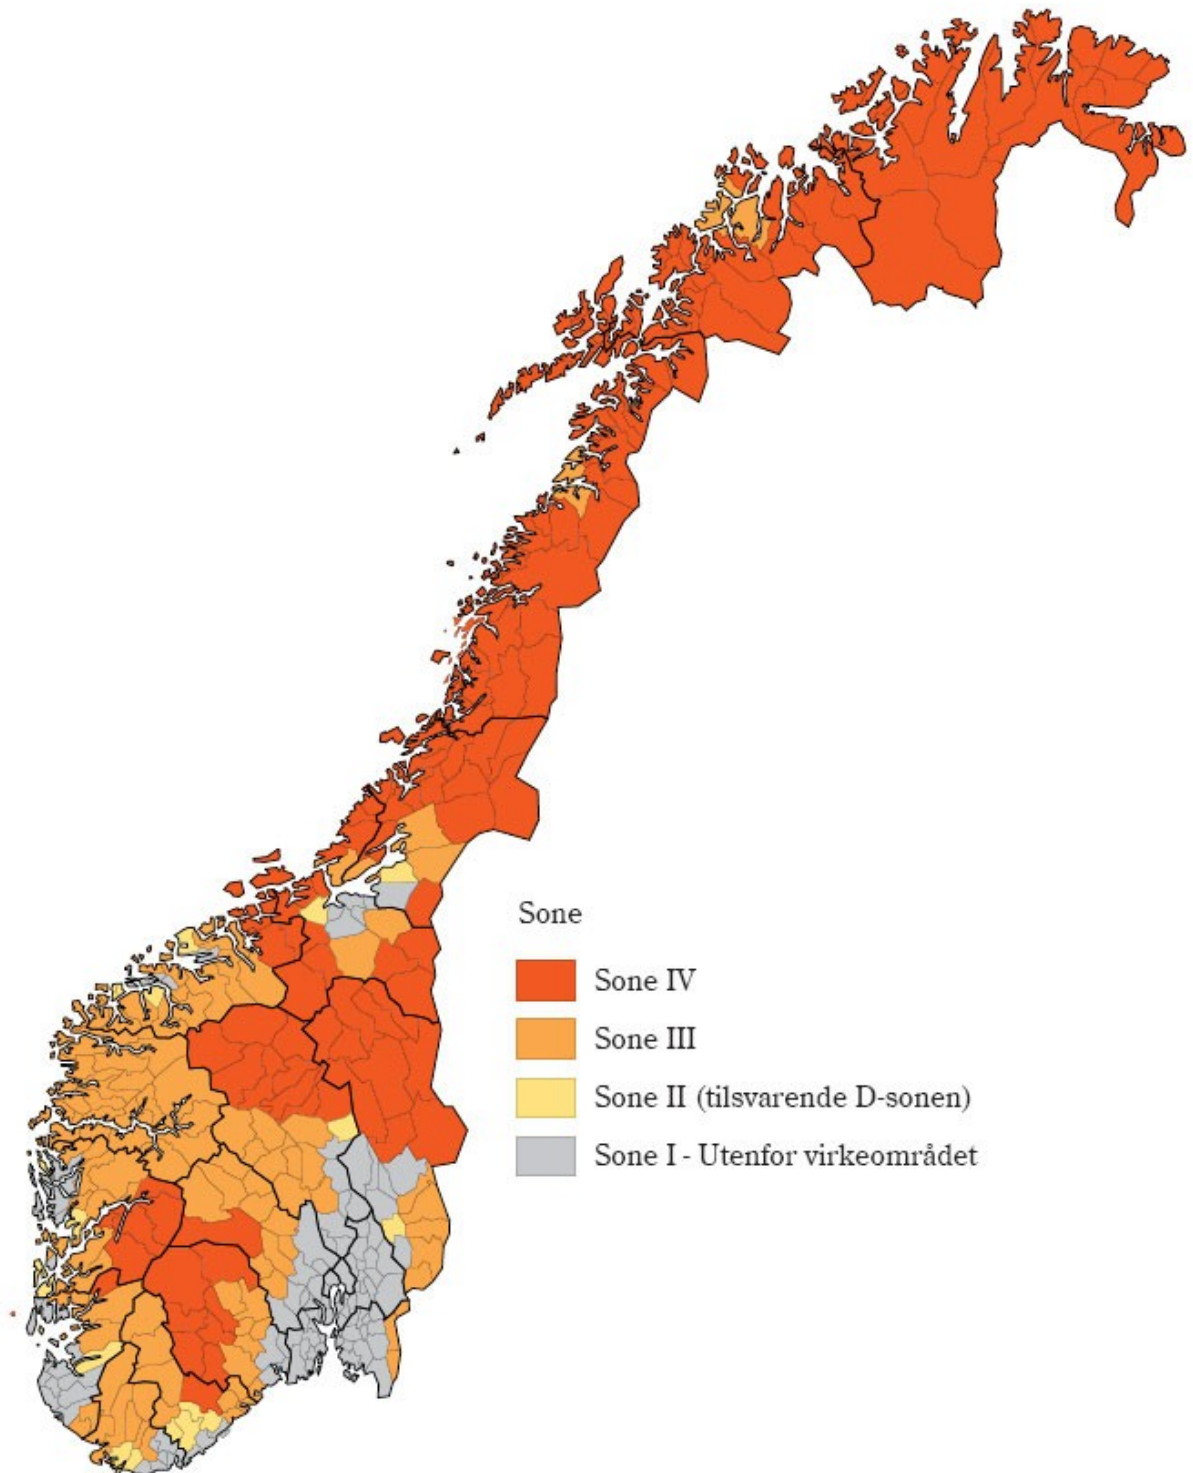 Sone
Sone IV
Sone III
Sone II (tilsvarende D-sonen)
Sone I - Utenfor virkeområdet